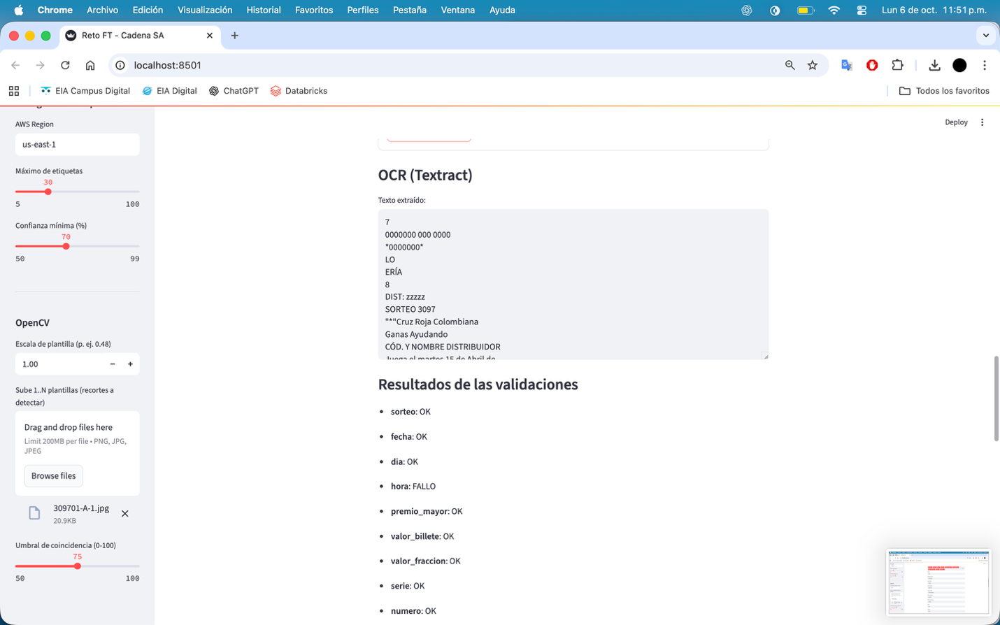 Chrome Archivo Edición Visualización Historial Favoritos Perfiles Pestaña Ventana Ayuda Lun 6 de oct. 11:51 p.m.
Reto FT - Cadena SA
localhost:8501
EIA Campus Digital EIA Digital ChatGPT Databricks Todos los favoritos
Deploy
AWS Region
us-east-1
Máximo de etiquetas
30
5 100
Confianza mínima (%)
70
50 99
OpenCV
Escala de plantilla (p. ej. 0.48)
1.00
Sube 1..N plantillas (recortes a
detectar)
Drag and drop files here
Limit 200MB per file • PNG, JPG,
JPEG
Browse files
309701-A-1.jpg
20.9KB
Umbral de coincidencia (0-100)
75
50 100
OCR (Textract)
Texto extraído:
7
0000000 000 0000
*0000000*
LO
ERÍA
8
DIST: zzzzz
SORTEO 3097
"*"Cruz Roja Colombiana
Ganas Ayudando
CÓD. Y NOMBRE DISTRIBUIDOR
Juega el martes 15 de Abril de
Resultados de las validaciones
sorteo: OK
fecha: OK
dia: OK
hora: FALLO
premio_mayor: OK
valor_billete: OK
valor_fraccion: OK
serie: OK
numero: OK